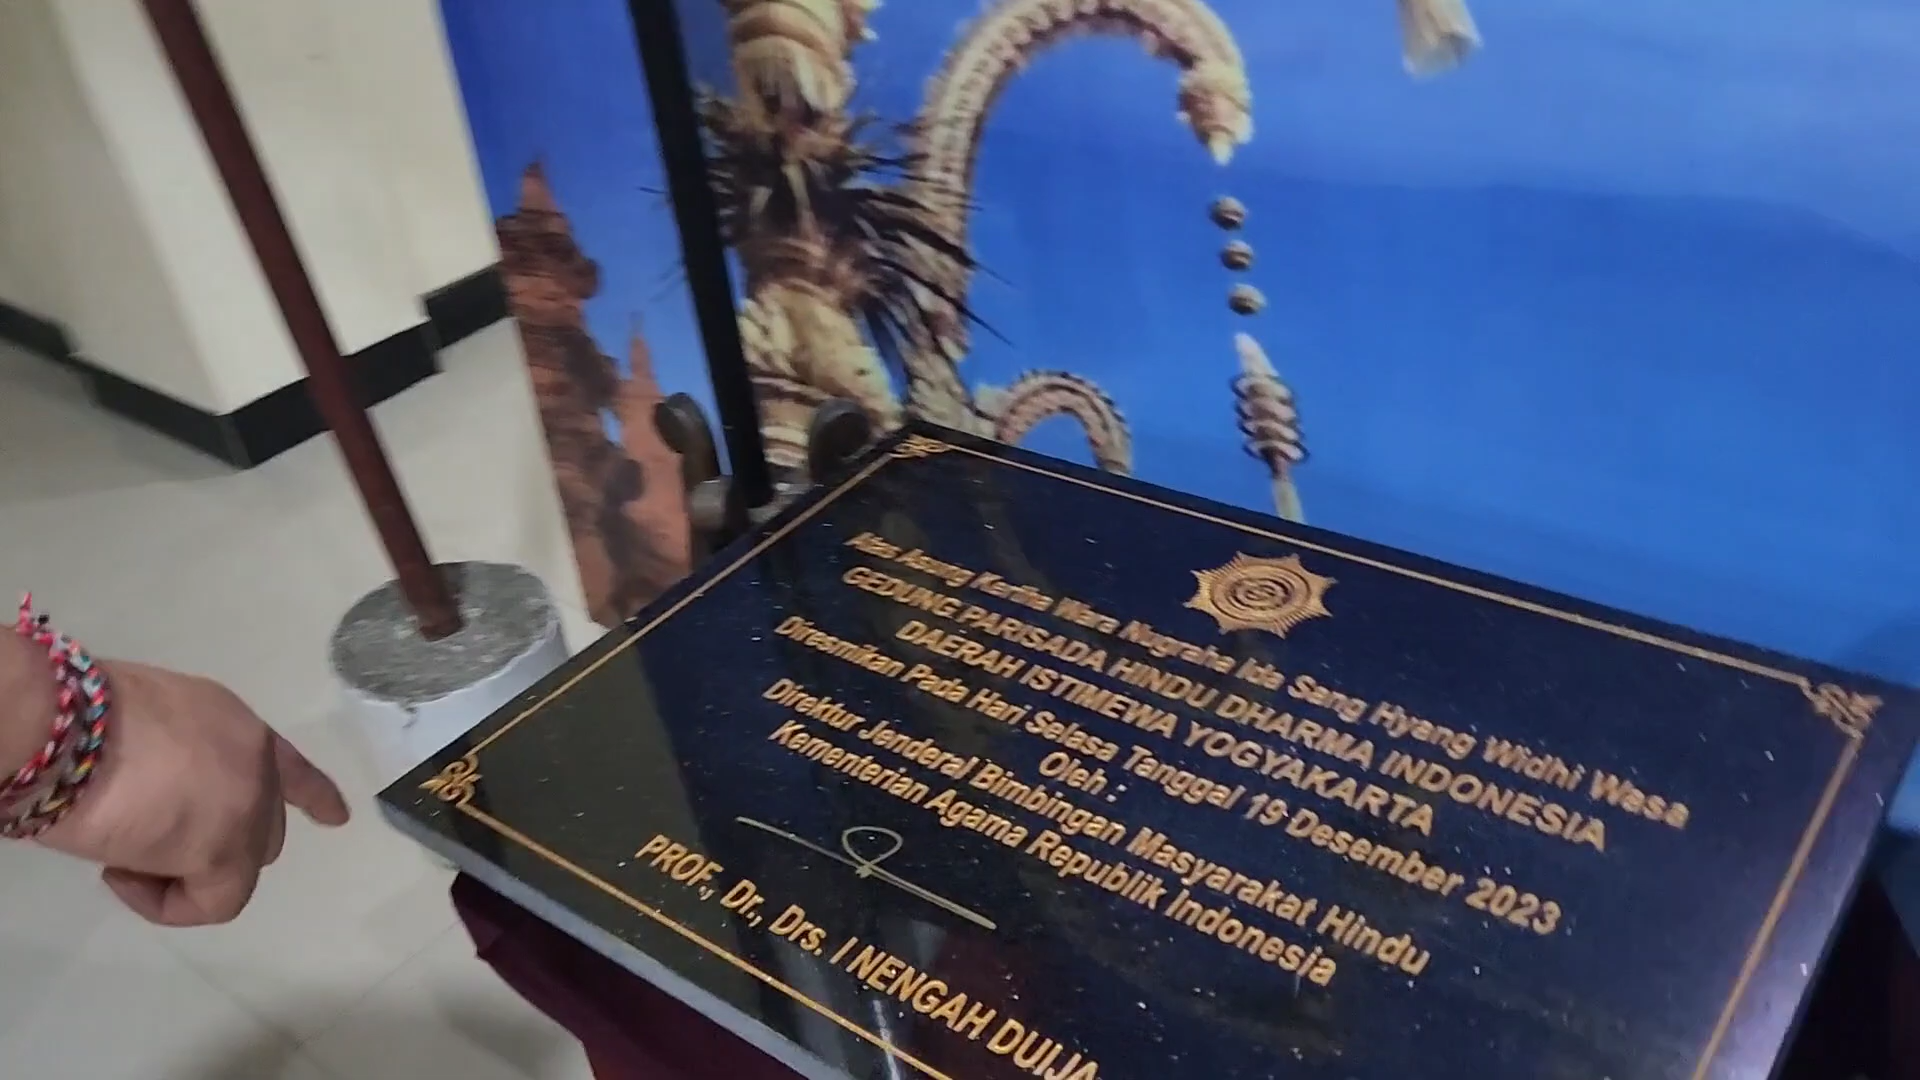 Atas Asung Kertha Wara Nugraha Ida Sang Hyang Widhi Wasa
GEDUNG PARISADA HINDU DHARMA INDONESIA
DAERAH ISTIMEWA YOGYAKARTA
Diresmikan Pada Hari Selasa Tanggal 19 Desember 2023
Oleh :
Direktur Jenderal Bimbingan Masyarakat Hindu
Kementerian Agama Republik Indonesia
PROF., Dr., Drs. I NENGAH DUIJA